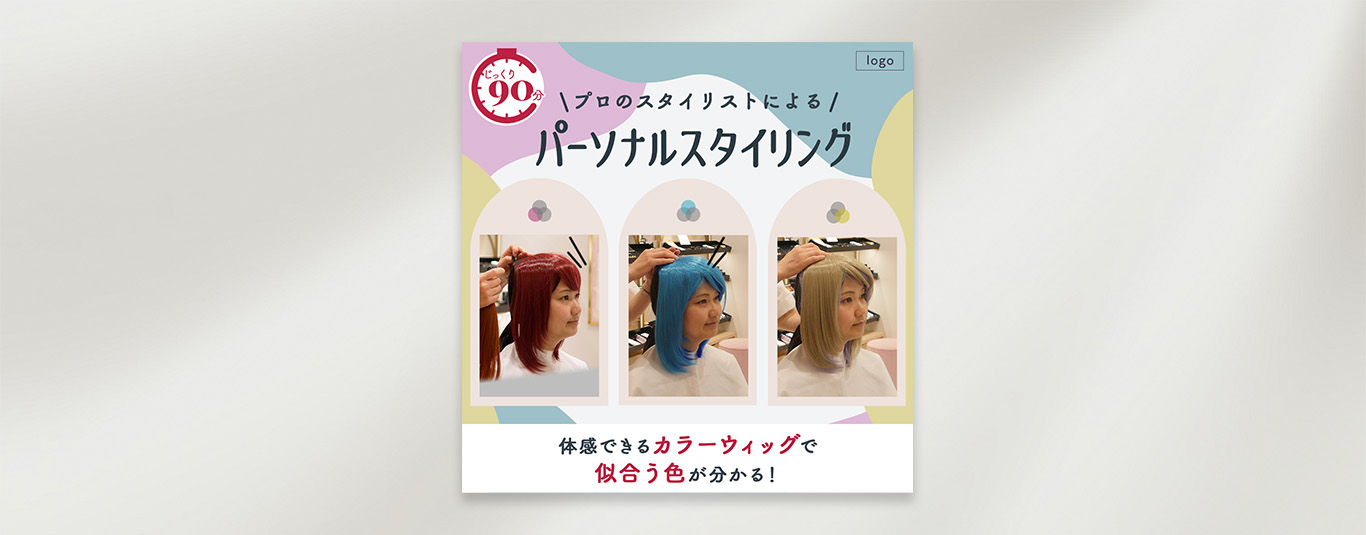 じっくり
90分
logo
\プロのスタイリストによる/
パーソナルスタイリング
体感できるカラーウィッグで
似合う色が分かる!